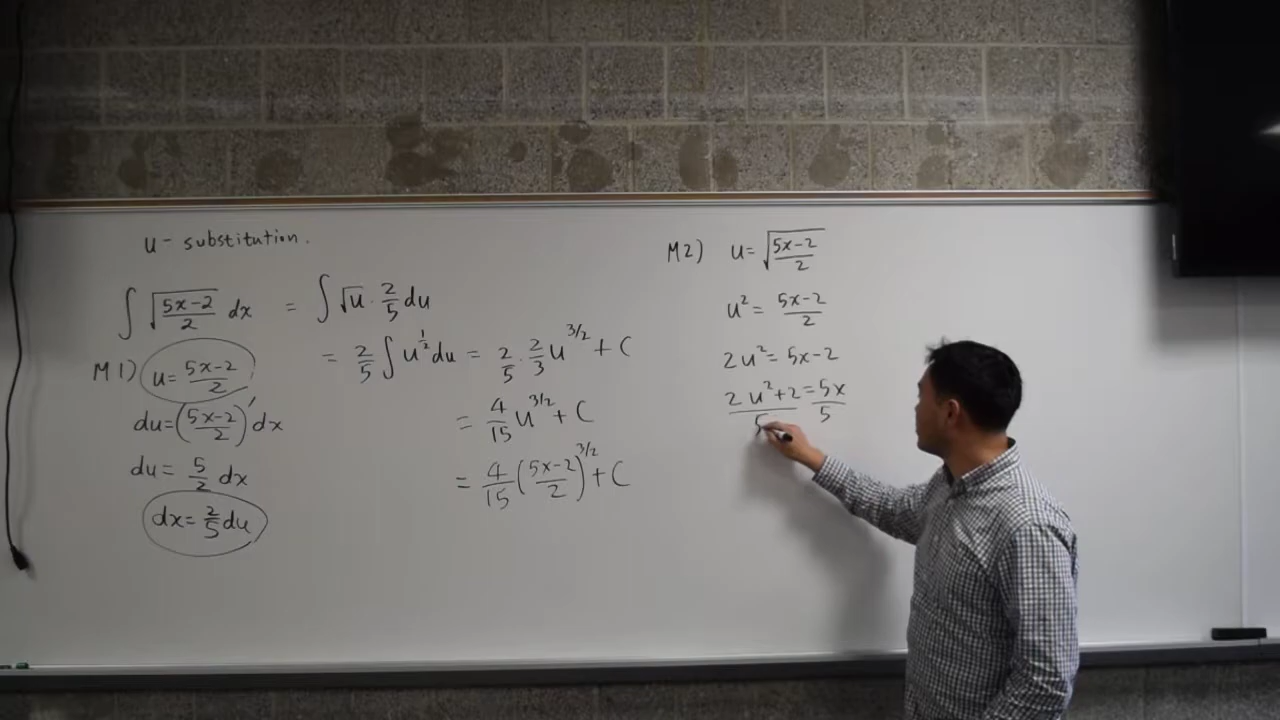 u - substitution.
∫ √((5x-2)/2) dx = ∫ √u · 2/5 du
= 2/5 ∫ u^(1/2) du = 2/5 · 2/3 u^(3/2) + C
= 4/15 u^(3/2) + C
= 4/15 ((5x-2)/2)^(3/2) + C
M1) u = (5x-2)/2
du = ((5x-2)/2)' dx
du = 5/2 dx
dx = 2/5 du
M2) u = √((5x-2)/2)
u² = (5x-2)/2
2u² = 5x-2
(2u²+2)/5 = 5x/5